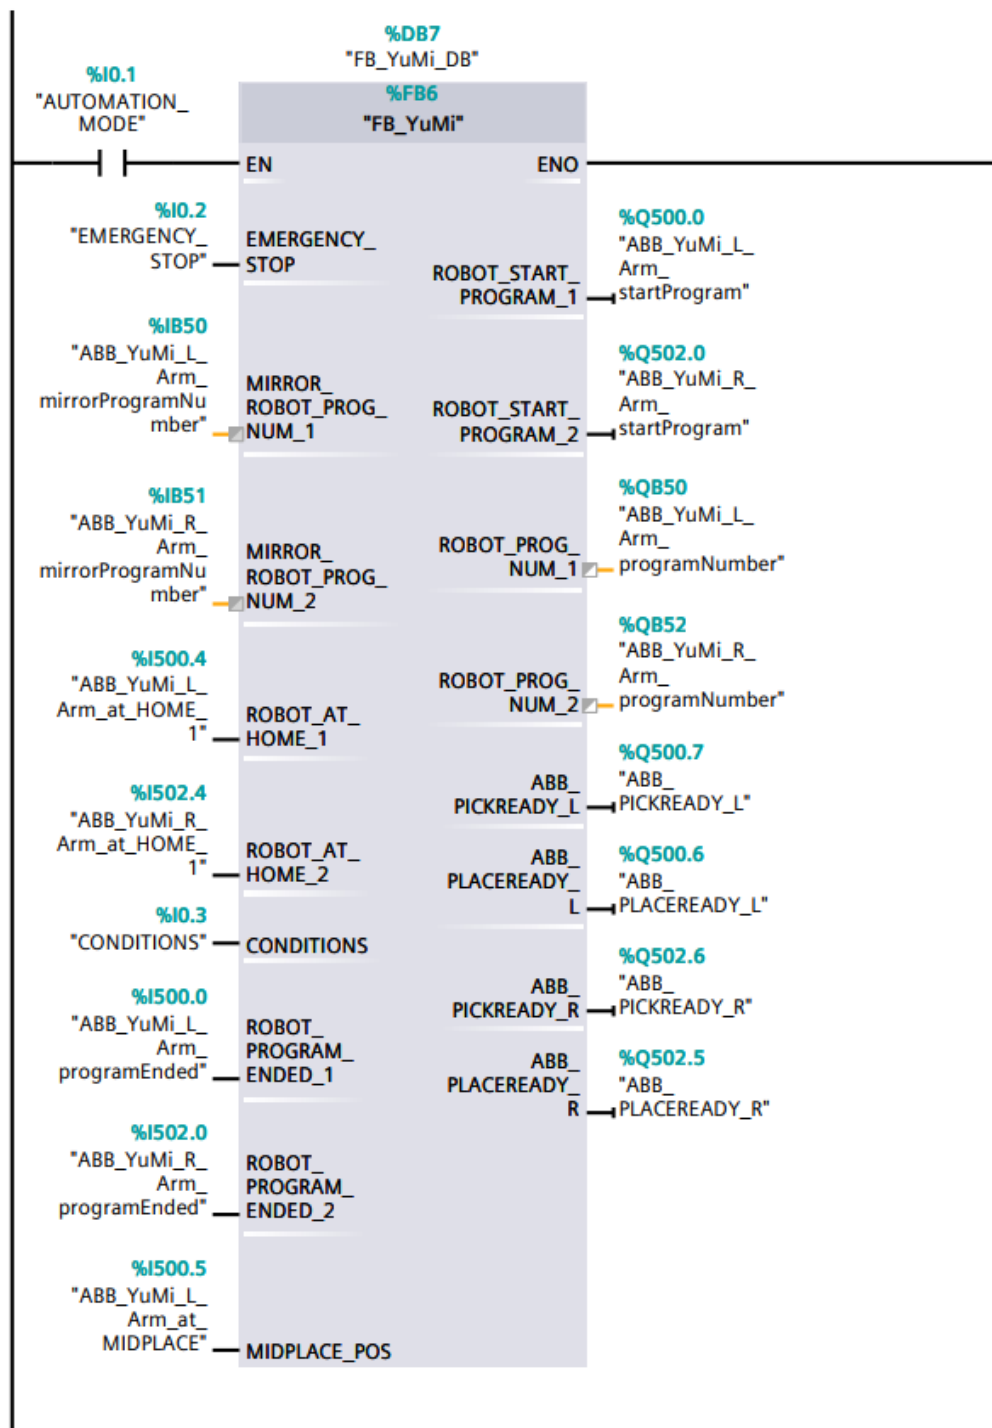 %DB7
"FB_YuMi_DB"
%I0.1
"AUTOMATION_
MODE"
%FB6
"FB_YuMi"
EN
ENO
%I0.2
"EMERGENCY_
STOP"
EMERGENCY_
STOP
%IB50
"ABB_YuMi_L_
Arm_
mirrorProgramNu
mber"
MIRROR_
ROBOT_PROG_
NUM_1
%IB51
"ABB_YuMi_R_
Arm_
mirrorProgramNu
mber"
MIRROR_
ROBOT_PROG_
NUM_2
%I500.4
"ABB_YuMi_L_
Arm_at_HOME_
1"
ROBOT_AT_
HOME_1
%I502.4
"ABB_YuMi_R_
Arm_at_HOME_
1"
ROBOT_AT_
HOME_2
%I0.3
"CONDITIONS"
CONDITIONS
%I500.0
"ABB_YuMi_L_
Arm_
programEnded"
ROBOT_
PROGRAM_
ENDED_1
%I502.0
"ABB_YuMi_R_
Arm_
programEnded"
ROBOT_
PROGRAM_
ENDED_2
%I500.5
"ABB_YuMi_L_
Arm_at_
MIDPLACE"
MIDPLACE_POS
ROBOT_START_
PROGRAM_1
%Q500.0
"ABB_YuMi_L_
Arm_
startProgram"
ROBOT_START_
PROGRAM_2
%Q502.0
"ABB_YuMi_R_
Arm_
startProgram"
ROBOT_PROG_
NUM_1
%QB50
"ABB_YuMi_L_
Arm_
programNumber"
ROBOT_PROG_
NUM_2
%QB52
"ABB_YuMi_R_
Arm_
programNumber"
ABB_
PICKREADY_L
%Q500.7
"ABB_
PICKREADY_L"
ABB_
PLACEREADY_
L
%Q500.6
"ABB_
PLACEREADY_L"
ABB_
PICKREADY_R
%Q502.6
"ABB_
PICKREADY_R"
ABB_
PLACEREADY_
R
%Q502.5
"ABB_
PLACEREADY_R"